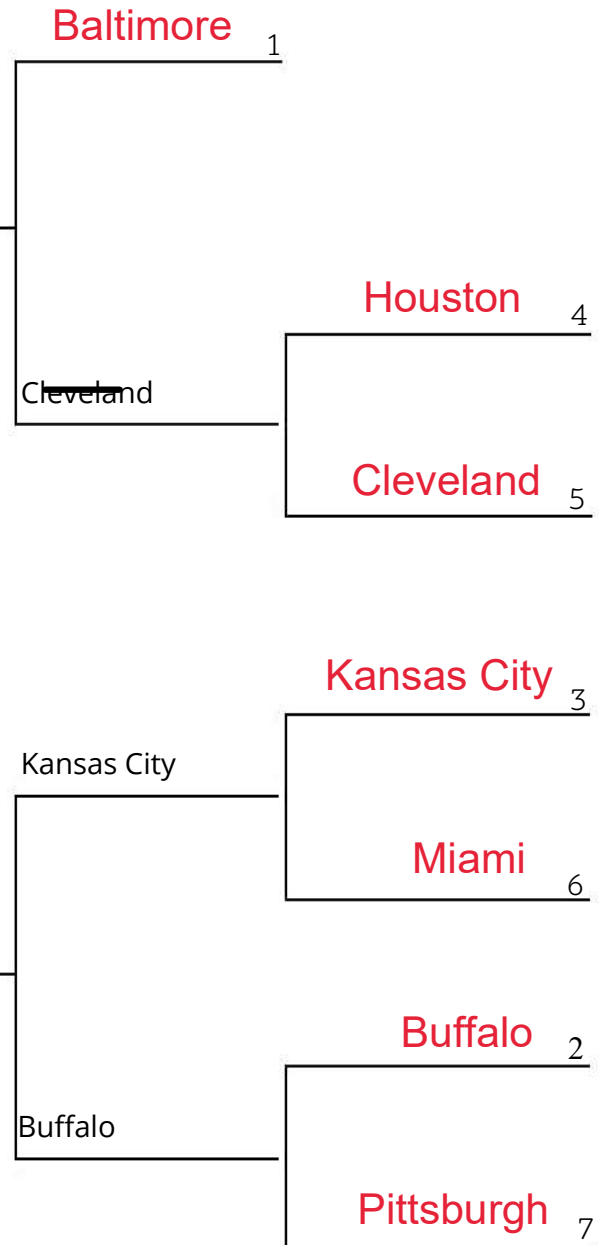 Baltimore 1
Houston 4
Cleveland
Cleveland 5
Kansas City 3
Kansas City
Miami 6
Buffalo 2
Buffalo
Pittsburgh 7